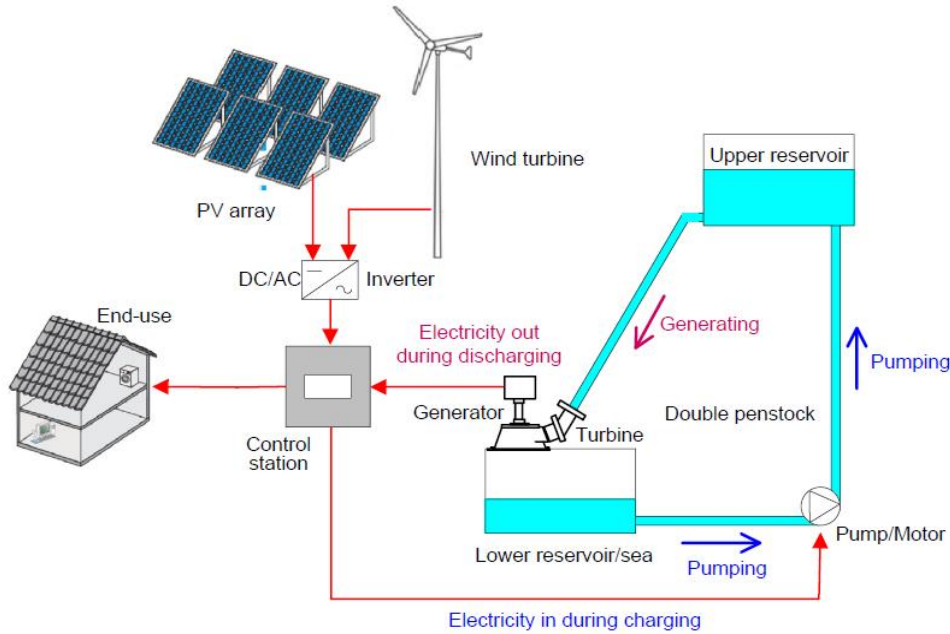 Wind turbine
Upper reservoir
PV array
DC/AC
Inverter
End-use
Electricity out
during discharging
Generating
Pumping
Generator
Double penstock
Turbine
Control
station
Pump/Motor
Lower reservoir/sea
Pumping
Electricity in during charging